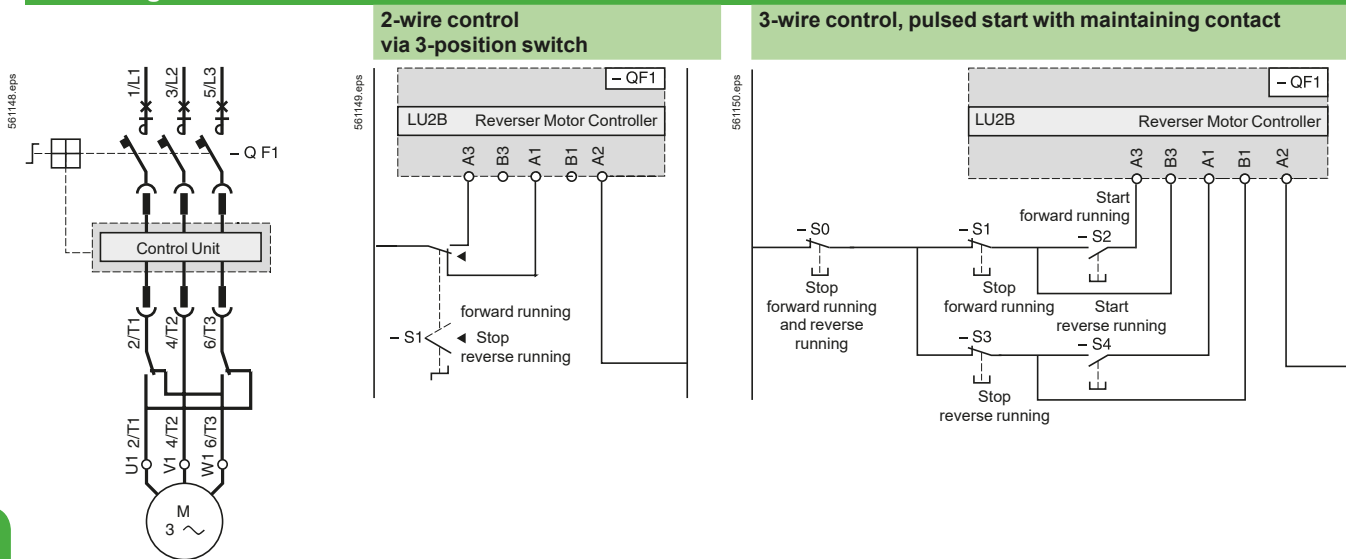 2-wire control
via 3-position switch
3-wire control, pulsed start with maintaining contact
561148.eps
1/L1
3/L2
5/L3
– Q F1
Control Unit
2/T1
4/T2
6/T3
U1 2/T1
V1 4/T2
W1 6/T3
M
3 ~
561149.eps
– QF1
LU2B Reverser Motor Controller
A3
B3
A1
B1
A2
forward running
– S1 Stop
reverse running
561150.eps
– QF1
LU2B Reverser Motor Controller
A3
B3
A1
B1
A2
Start
forward running
– S0
– S1
– S2
Stop
forward running
and reverse
running
Stop
forward running
Start
reverse running
– S3
– S4
Stop
reverse running